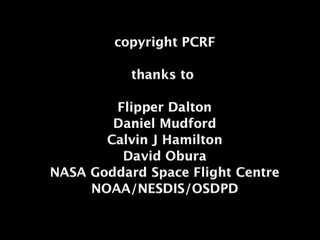 copyright PCRF
thanks to
Flipper Dalton
Daniel Mudford
Calvin J Hamilton
David Obura
NASA Goddard Space Flight Centre
NOAA/NESDIS/OSDPD